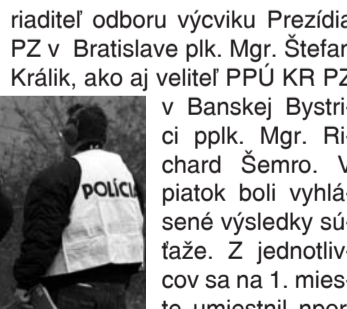 riaditeľ odboru výcviku Prezídia
PZ v Bratislave plk. Mgr. Štefan
Králik, ako aj veliteľ PPÚ KR PZ
v Banskej Bystri-
ci pplk. Mgr. Ri-
chard Šemro. V
piatok boli vyhlá-
sené výsledky sú-
ťaže. Z jednotliv-
cov sa na 1. mies-
te umiestnil
POLÍCIA